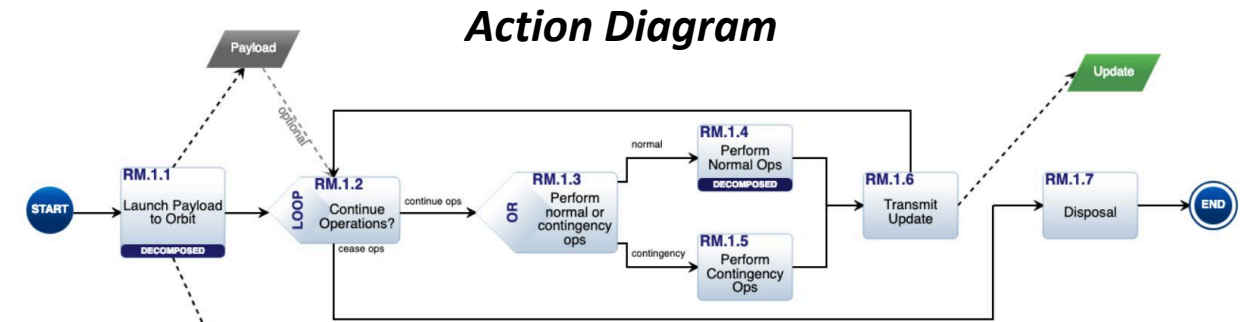 Action Diagram
Payload
Update
optional
START
RM.1.1
Launch Payload
to Orbit
DECOMPOSED
LOOP
RM.1.2
Continue
Operations?
continue ops
cease ops
OR
RM.1.3
Perform
normal or
contingency
ops
normal
contingency
RM.1.4
Perform
Normal Ops
DECOMPOSED
RM.1.5
Perform
Contingency
Ops
RM.1.6
Transmit
Update
RM.1.7
Disposal
END